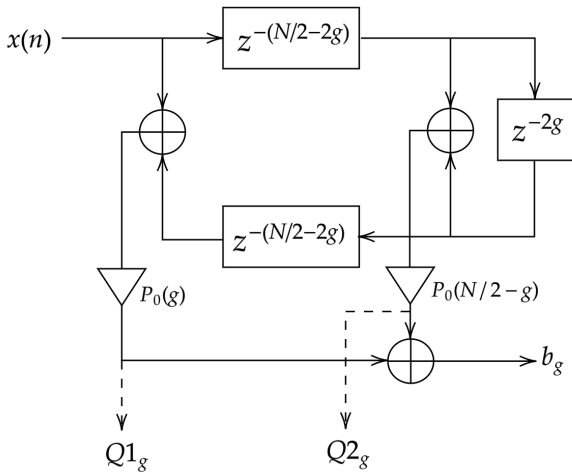 x(n)
z^{-(N/2-2g)}
z^{-2g}
z^{-(N/2-2g)}
P_0(g)
P_0(N/2-g)
b_g
Q1_g
Q2_g